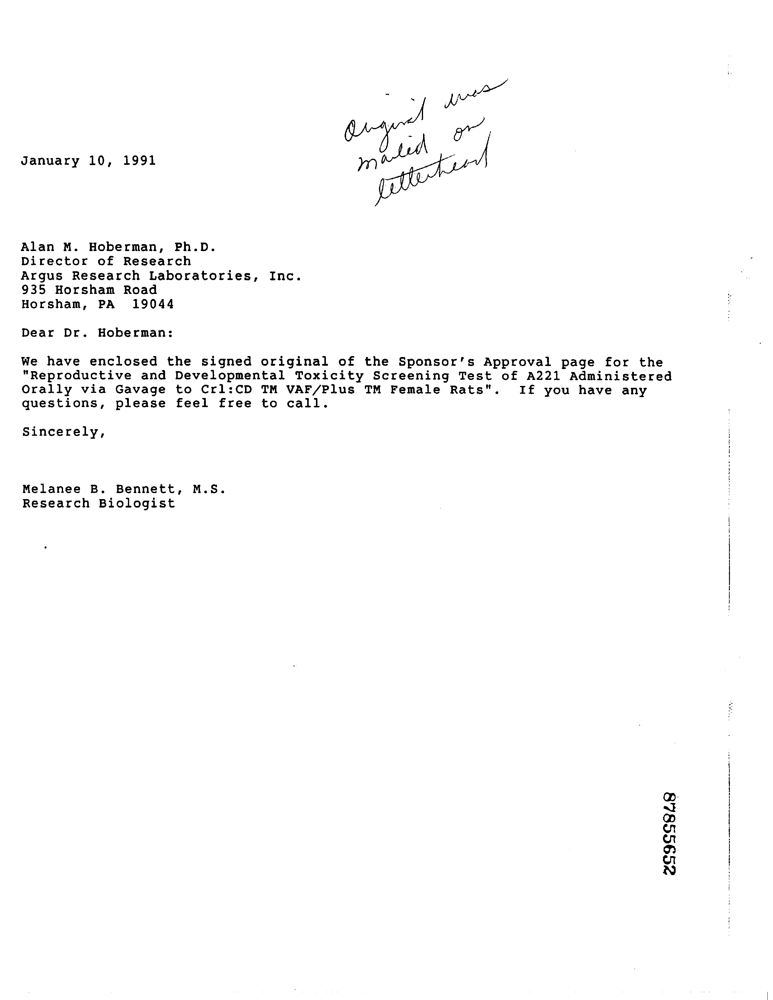 Original was
mailed on
letterhead
January 10, 1991
Alan M. Hoberman, Ph.D.
Director of Research
Argus Research Laboratories, Inc.
935 Horsham Road
Horsham, PA  19044
Dear Dr. Hoberman:
We have enclosed the signed original of the Sponsor's Approval page for the
"Reproductive and Developmental Toxicity Screening Test of A221 Administered
Orally via Gavage to Crl:CD TM VAF/Plus TM Female Rats".  If you have any
questions, please feel free to call.
Sincerely,
Melanee B. Bennett, M.S.
Research Biologist
87855652